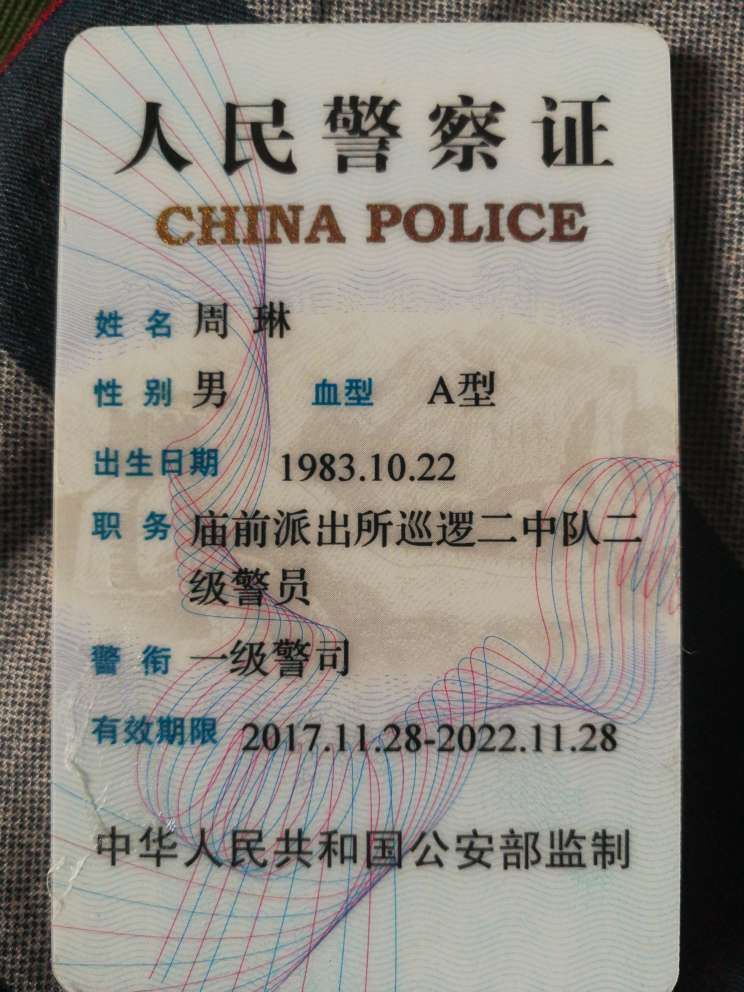 人民警察证
CHINA POLICE
姓名 周琳
性别 男 血型 A型
出生日期 1983.10.22
职务 庙前派出所巡逻二中队二
级警员
警衔 一级警司
有效期限 2017.11.28-2022.11.28
中华人民共和国公安部监制